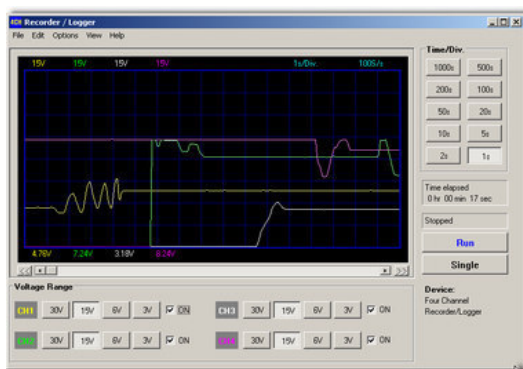 4CH Recorder / Logger
File Edit Options View Help
15V 15V 15V 15V 1s/Div. 100S/s
4.76V 7.24V 3.18V 8.24V
Time/Div.
1000s 500s
200s 100s
50s 20s
10s 5s
2s 1s
Time elapsed
0 hr 00 min 17 sec
Stopped
Run
Single
Voltage Range
CH1 30V 15V 6V 3V ON
CH3 30V 15V 6V 3V ON
CH2 30V 15V 6V 3V ON
CH4 30V 15V 6V 3V ON
Device:
Four Channel
Recorder/Logger